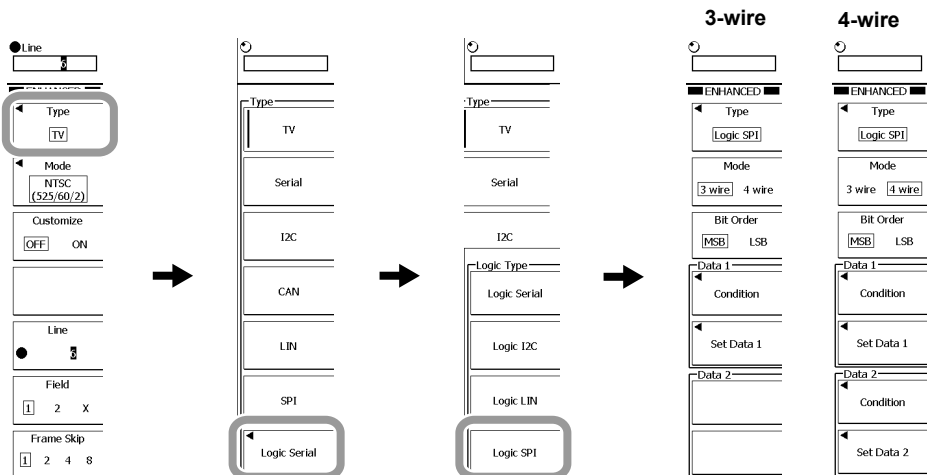 3-wire
4-wire
Line
6
ENHANCED
Type
TV
Mode
NTSC
(525/60/2)
Customize
OFF ON
Line
6
Field
1 2 X
Frame Skip
1 2 4 8
Type
TV
Serial
I2C
CAN
LIN
SPI
Logic Serial
Type
TV
Serial
I2C
Logic Type
Logic Serial
Logic I2C
Logic LIN
Logic SPI
ENHANCED
Type
Logic SPI
Mode
3 wire 4 wire
Bit Order
MSB LSB
Data 1
Condition
Set Data 1
Data 2
ENHANCED
Type
Logic SPI
Mode
3 wire 4 wire
Bit Order
MSB LSB
Data 1
Condition
Set Data 1
Data 2
Condition
Set Data 2